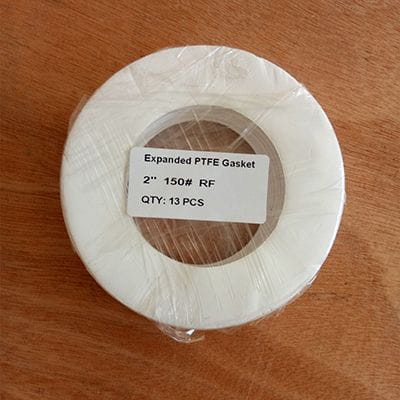 Expanded PTFE Gasket
2" 150# RF
QTY: 13 PCS